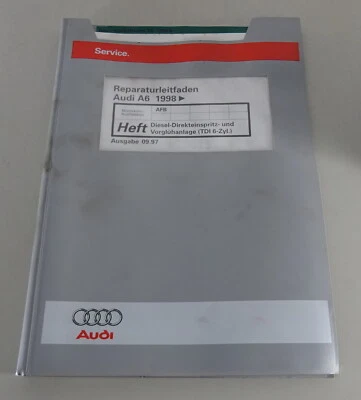 Service.
Reparaturleitfaden
Audi A6 1998 ►
AFB
Heft
Diesel-Direkteinspritz- und
Vorglühanlage (TDI 6-Zyl.)
Ausgabe 09.97
Audi